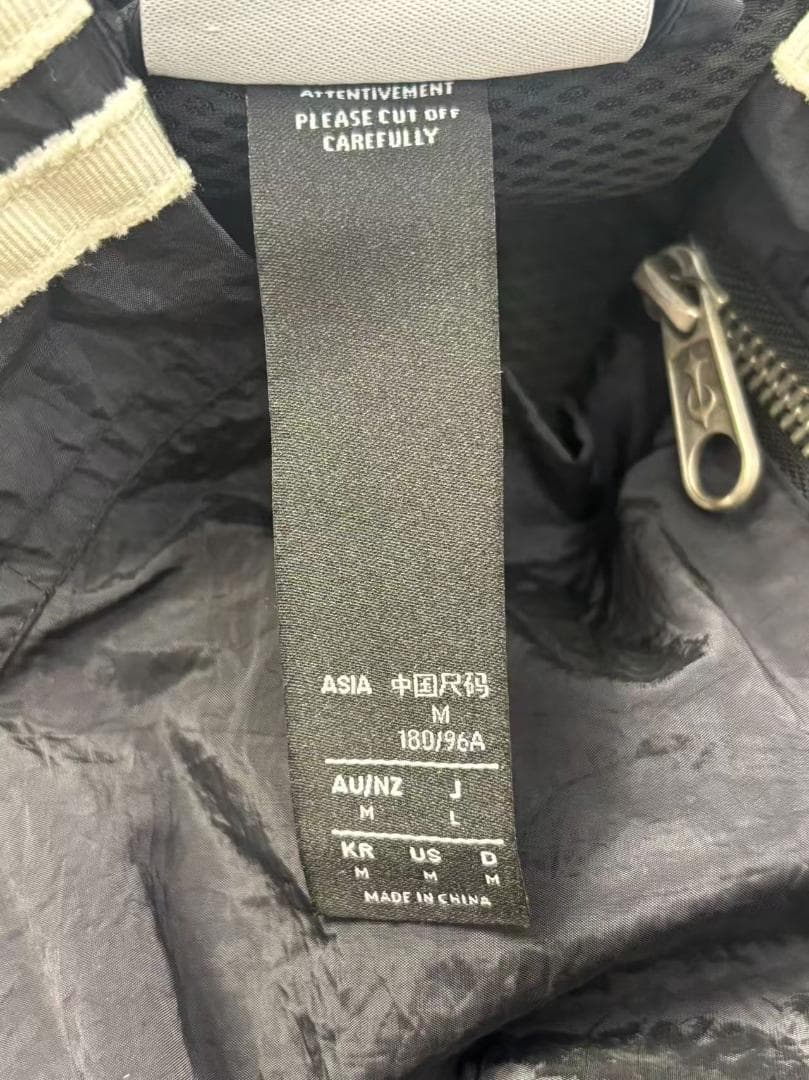 ATTENTIVEMENT
PLEASE CUT OFF
CAREFULLY
ASIA 中国尺码
M
180/96A
AU/NZ J
M L
KR US D
M M M
MADE IN CHINA